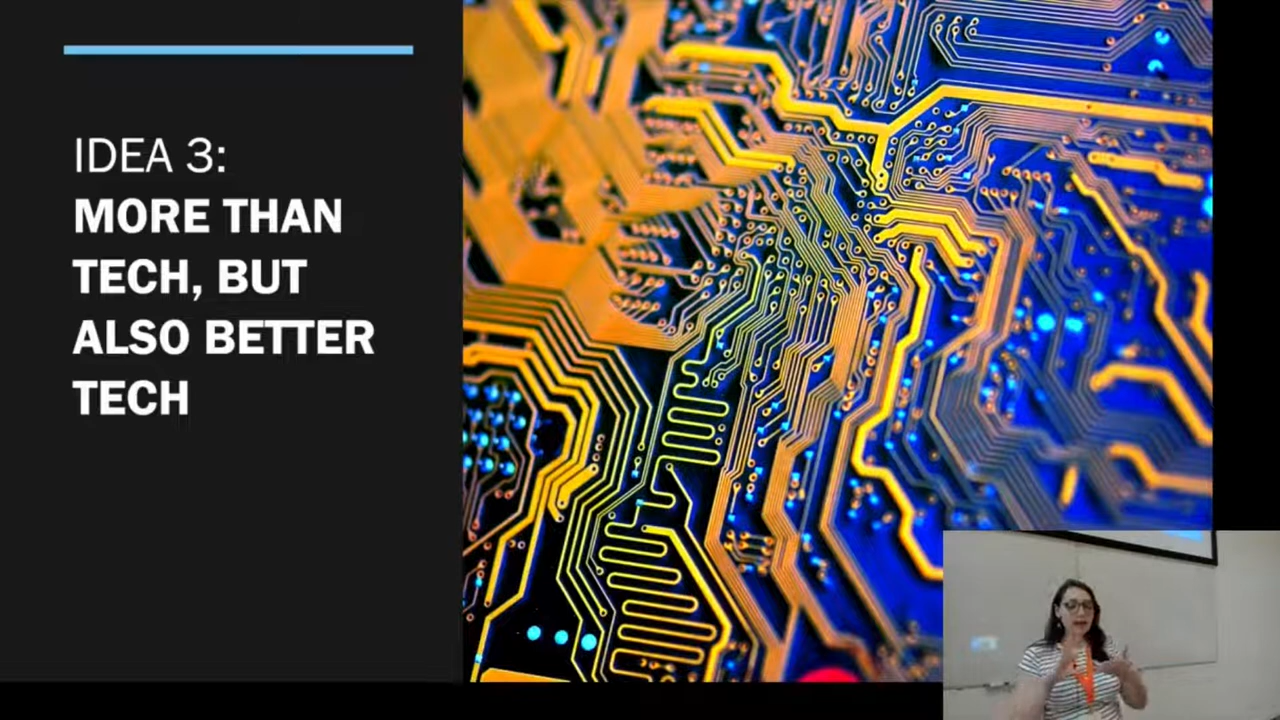 IDEA 3:
MORE THAN
TECH, BUT
ALSO BETTER
TECH